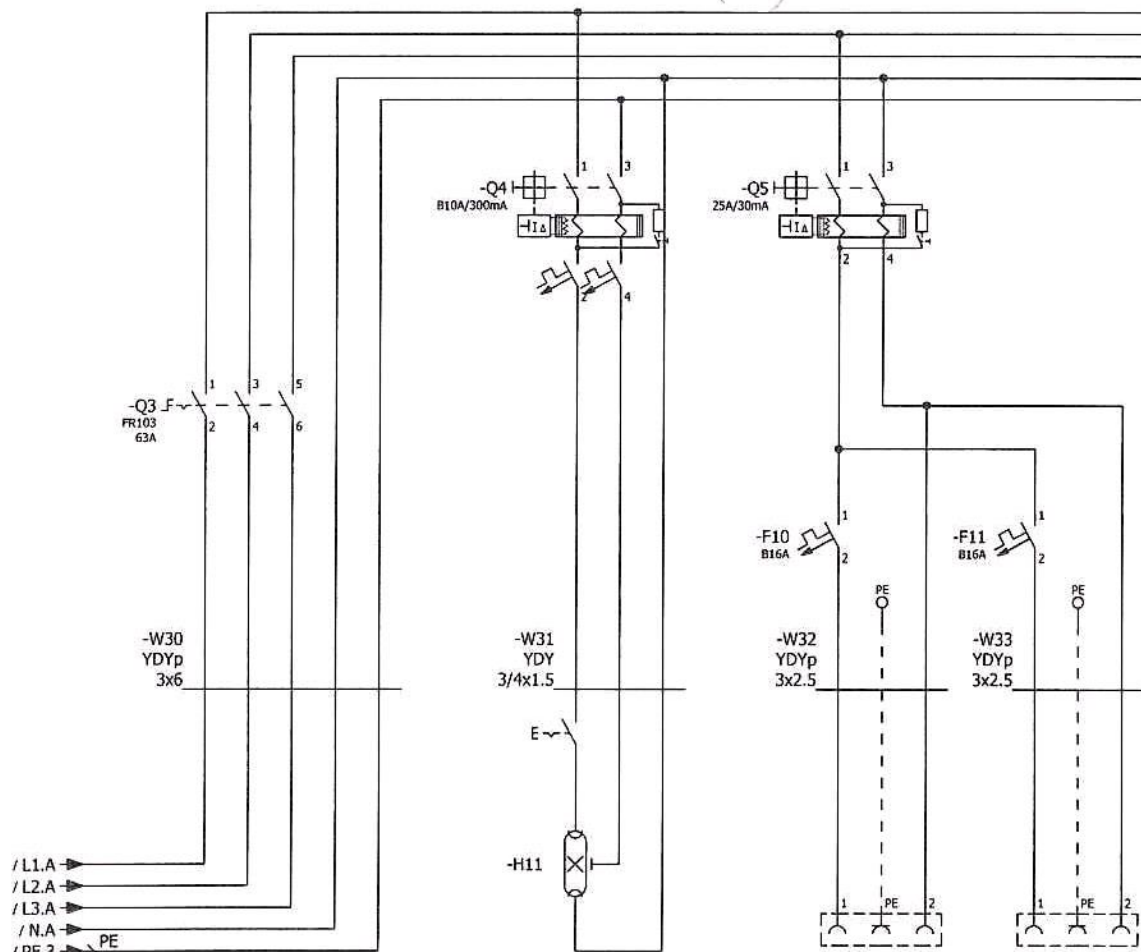 1
3
-Q4
B10A/300mA
I Δ
2
4
1
3
-Q5
25A/30mA
I Δ
2
4
1
3
5
-Q3
FR103
63A
2
4
6
1
-F10
B16A
2
1
-F11
B16A
2
PE
PE
-W30
YDYp
3x6
-W31
YDY
3/4x1.5
-W32
YDYp
3x2.5
-W33
YDYp
3x2.5
E
-H11
/ L1.A
/ L2.A
/ L3.A
/ N.A
/ PE.3
PE
1
PE
2
1
PE
2